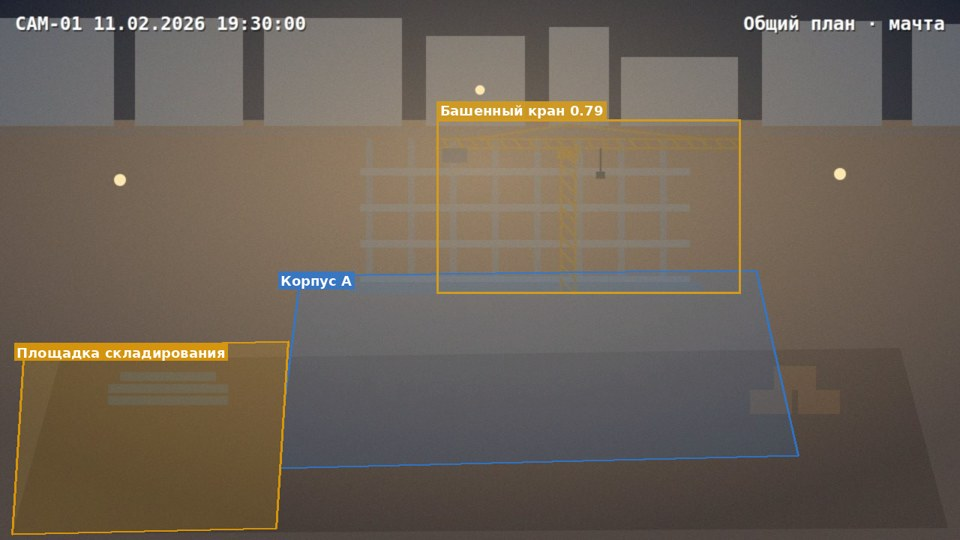 CAM-01 11.02.2026 19:30:00
Общий план · мачта
Башенный кран 0.79
Корпус А
Площадка складирования